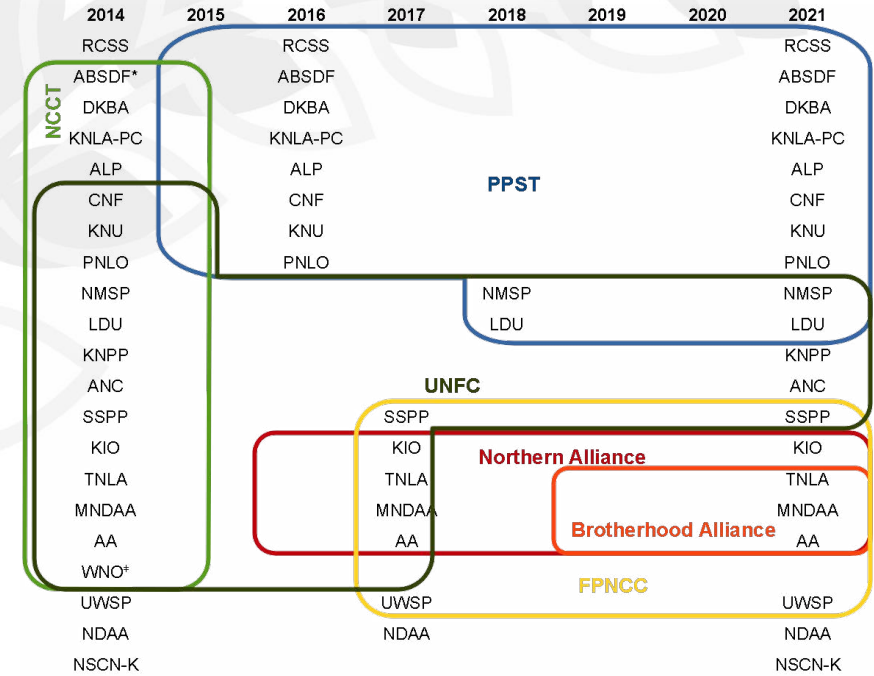 2014 2015 2016 2017 2018 2019 2020 2021
RCSS RCSS RCSS
ABSDF* ABSDF ABSDF
NCCT
DKBA DKBA DKBA
KNLA-PC KNLA-PC KNLA-PC
ALP ALP ALP
PPST
CNF CNF CNF
KNU KNU KNU
PNLO PNLO PNLO
NMSP NMSP NMSP
LDU LDU LDU
KNPP KNPP
ANC UNFC ANC
SSPP SSPP SSPP
KIO KIO KIO
Northern Alliance
TNLA TNLA TNLA
MNDAA MNDAA MNDAA
Brotherhood Alliance
AA AA AA
WNO‡
FPNCC
UWSP UWSP UWSP
NDAA NDAA NDAA
NSCN-K NSCN-K